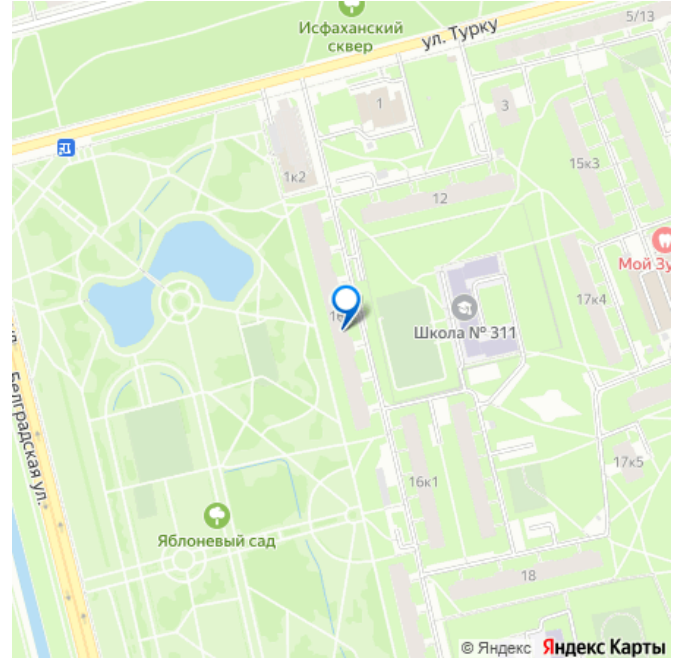 5/13
Исфаханский
сквер
ул. Турку
1
3
1к2
15к3
12
Мой Зу
17к4
Школа № 311
Белградская ул.
16к1
17к5
Яблоневый сад
18
© Яндекс Яндекс Карты